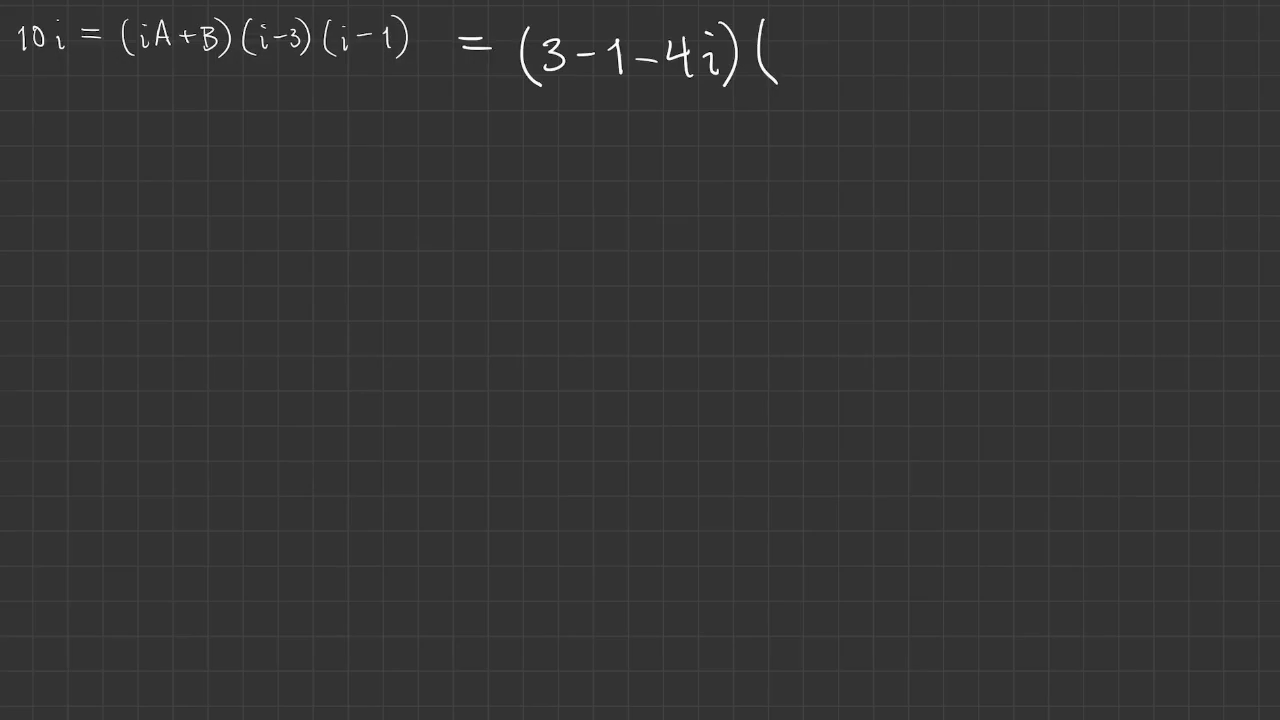 10i = (iA+B)(i-3)(i-1) = (3-1-4i)(